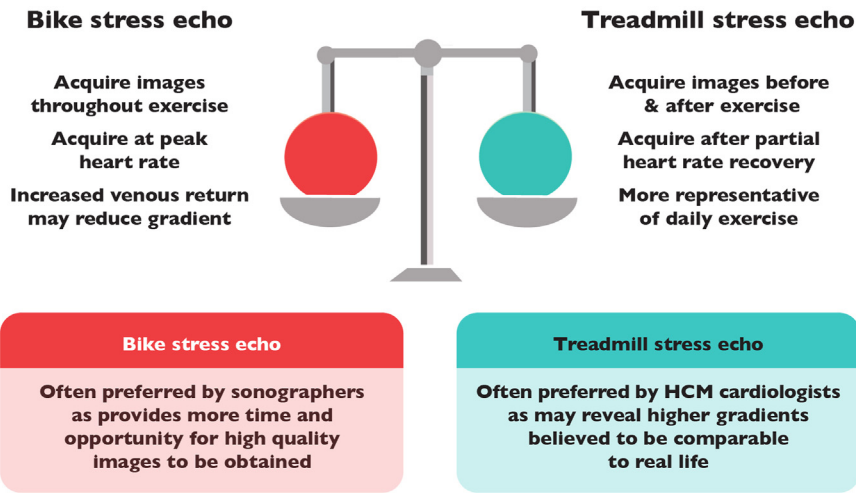 Bike stress echo
Acquire images
throughout exercise
Acquire at peak
heart rate
Increased venous return
may reduce gradient
Treadmill stress echo
Acquire images before
& after exercise
Acquire after partial
heart rate recovery
More representative
of daily exercise
Bike stress echo
Often preferred by sonographers
as provides more time and
opportunity for high quality
images to be obtained
Treadmill stress echo
Often preferred by HCM cardiologists
as may reveal higher gradients
believed to be comparable
to real life